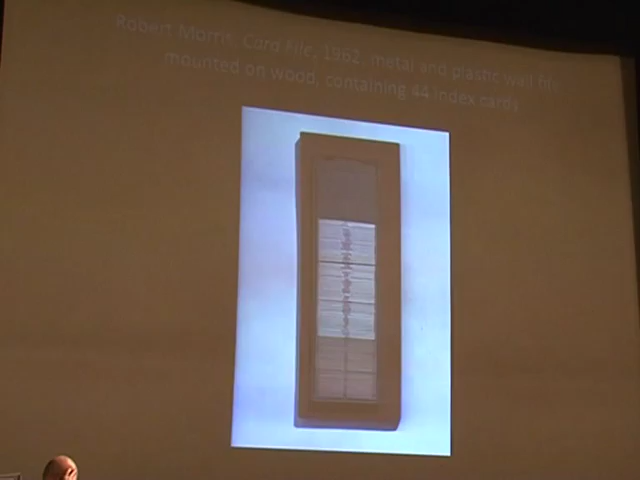 Robert Morris, Card File, 1962, metal and plastic wall file
mounted on wood, containing 44 index cards